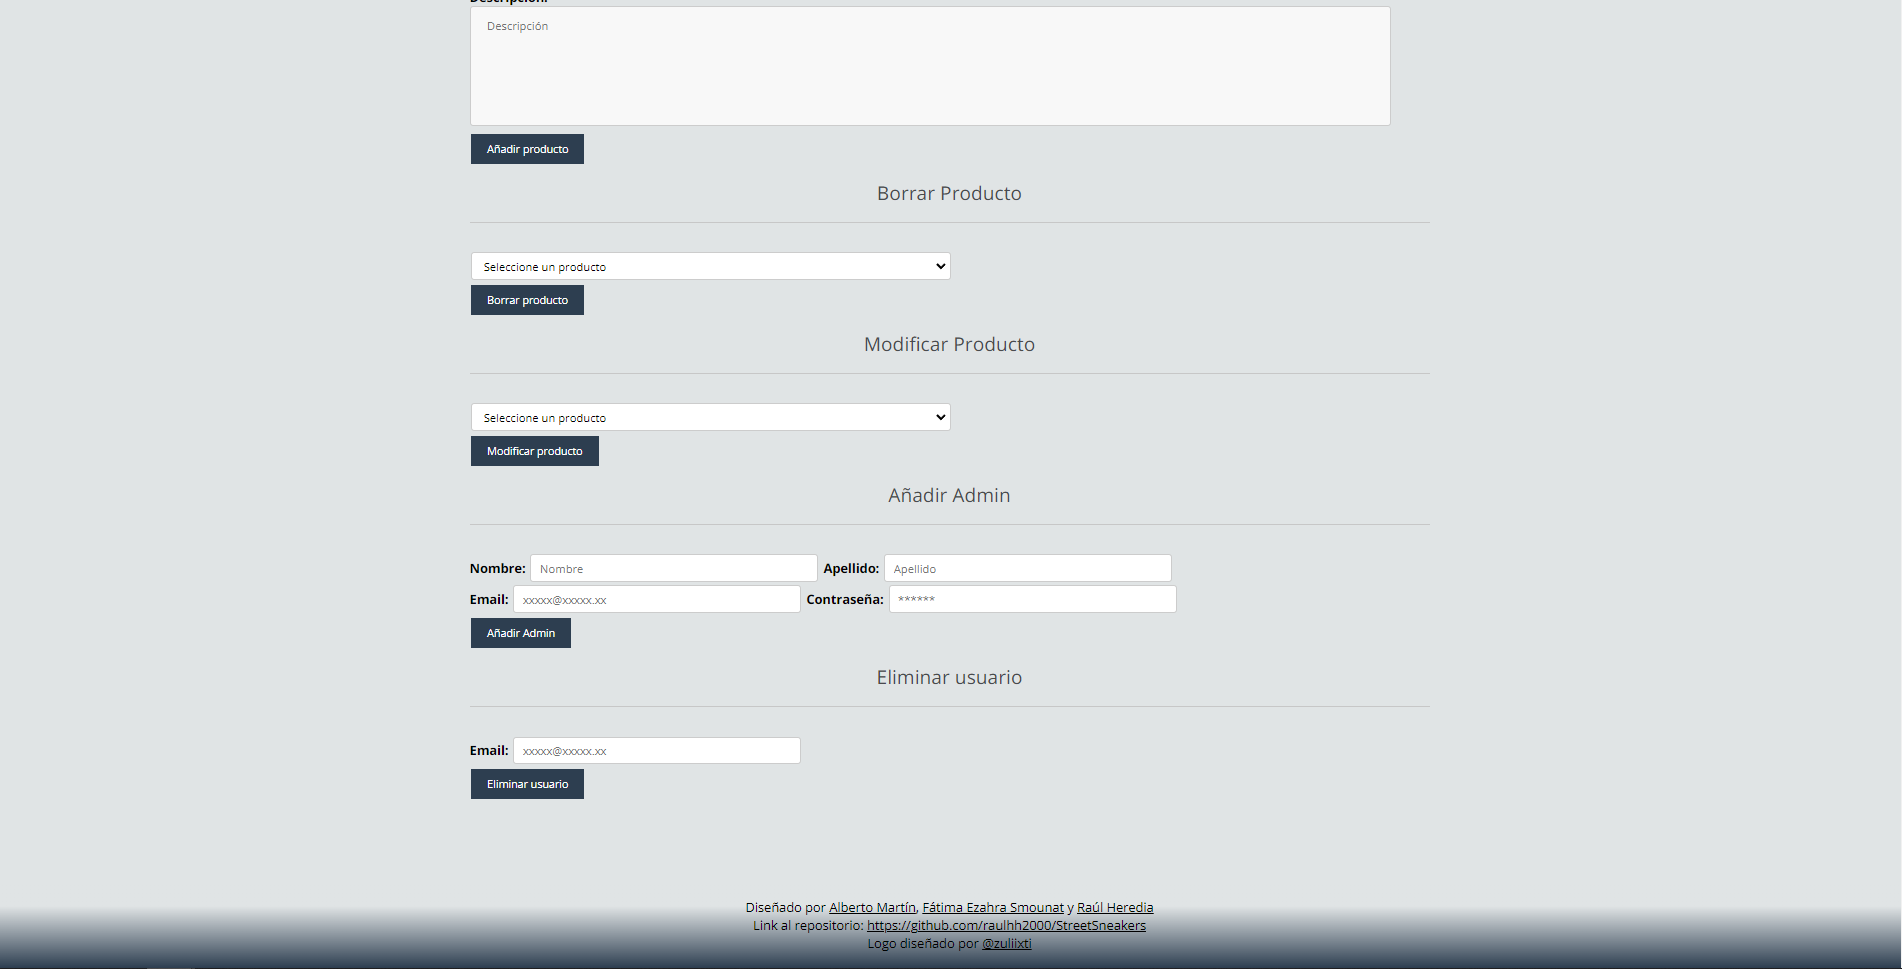 Descripción:
Descripción
Añadir producto
Borrar Producto
Seleccione un producto
Borrar producto
Modificar Producto
Seleccione un producto
Modificar producto
Añadir Admin
Nombre: Nombre Apellido: Apellido
Email: xxxxx@xxxxx.xx Contraseña: ******
Añadir Admin
Eliminar usuario
Email: xxxxx@xxxxx.xx
Eliminar usuario
Diseñado por Alberto Martín, Fátima Ezahra Smounat y Raúl Heredia
Link al repositorio: https://github.com/raulhh2000/StreetSneakers
Logo diseñado por @zuliixti